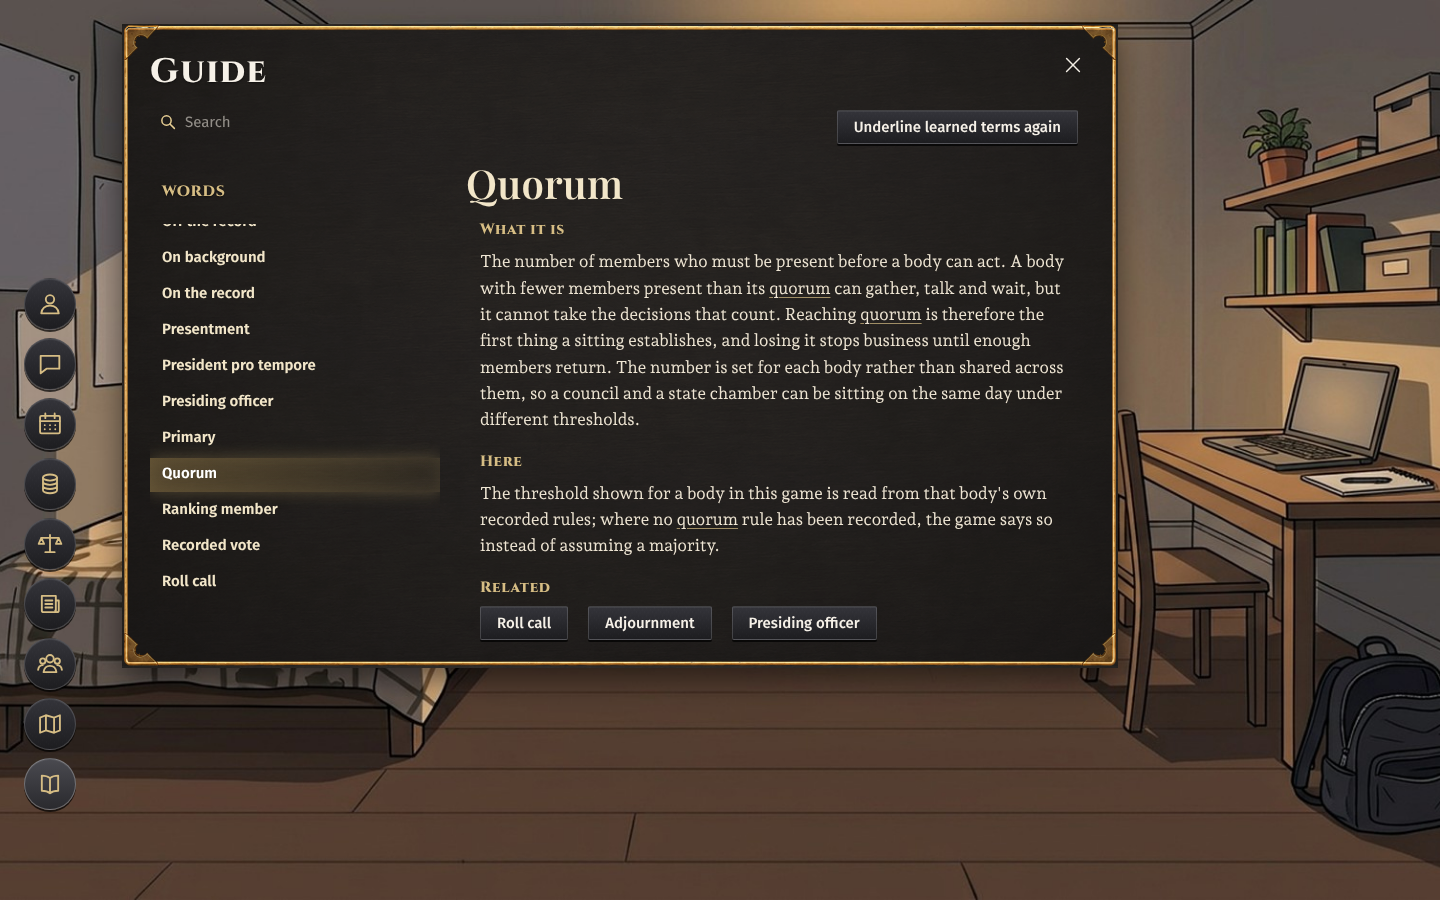 Guide
Search
Underline learned terms again
Words
On background
On the record
Presentment
President pro tempore
Presiding officer
Primary
Quorum
Ranking member
Recorded vote
Roll call
Quorum
What it is
The number of members who must be present before a body can act. A body
with fewer members present than its quorum can gather, talk and wait, but
it cannot take the decisions that count. Reaching quorum is therefore the
first thing a sitting establishes, and losing it stops business until enough
members return. The number is set for each body rather than shared across
them, so a council and a state chamber can be sitting on the same day under
different thresholds.
Here
The threshold shown for a body in this game is read from that body's own
recorded rules; where no quorum rule has been recorded, the game says so
instead of assuming a majority.
Related
Roll call
Adjournment
Presiding officer